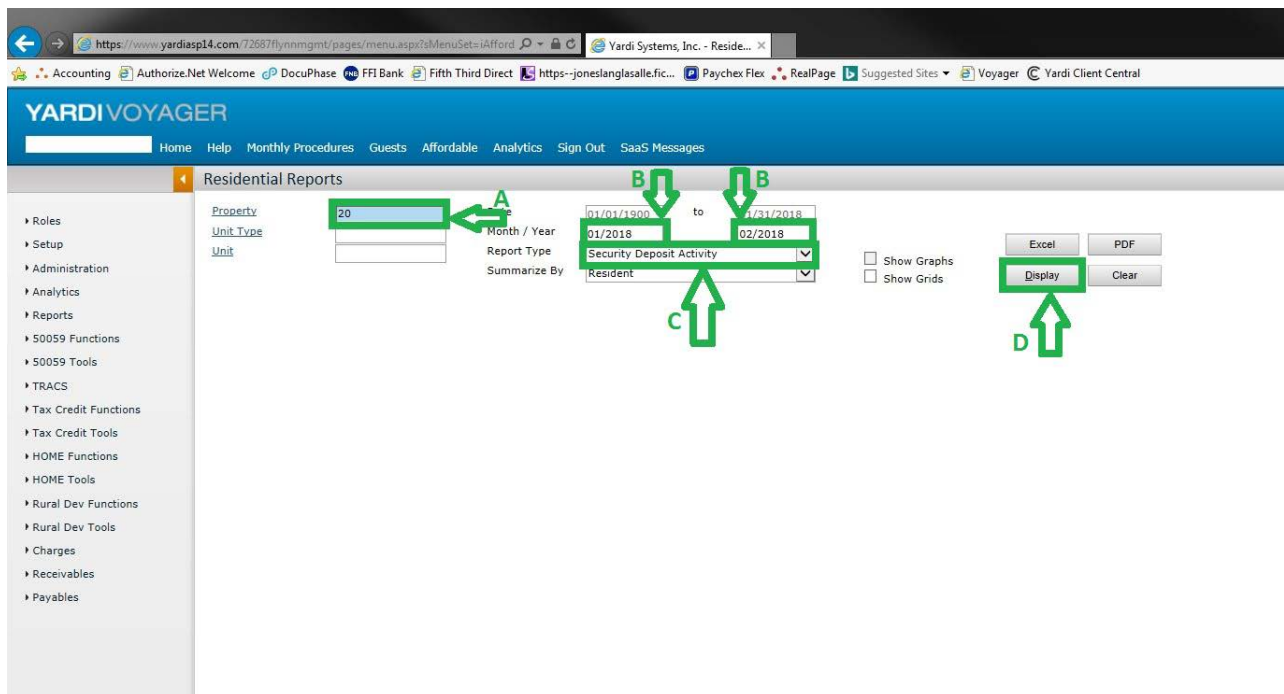 https://www.yardiasp14.com/72687flynnmgmt/pages/menu.aspx?sMenuSet=iAfford
Yardi Systems, Inc. - Reside...
Accounting Authorize.Net Welcome DocuPhase FFI Bank Fifth Third Direct https--joneslanglasalle.fic... Paychex Flex RealPage Suggested Sites Voyager Yardi Client Central
YARDI VOYAGER
Home Help Monthly Procedures Guests Affordable Analytics Sign Out SaaS Messages
Residential Reports
B B
A
Property 20 01/01/1900 to 01/31/2018
Unit Type Month / Year 01/2018 02/2018
Unit Report Type Security Deposit Activity Show Graphs Excel PDF
Summarize By Resident Show Grids Display Clear
C
D
Roles
Setup
Administration
Analytics
Reports
50059 Functions
50059 Tools
TRACS
Tax Credit Functions
Tax Credit Tools
HOME Functions
HOME Tools
Rural Dev Functions
Rural Dev Tools
Charges
Receivables
Payables